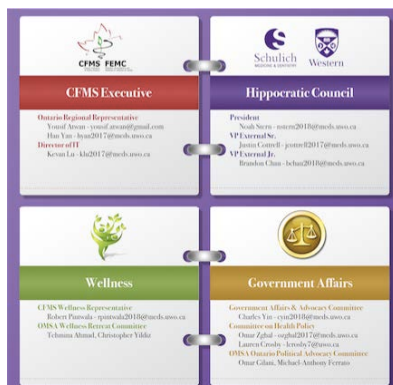 CFMS FEMC
CFMS Executive
Ontario Regional Representative
Yousif Atwan - yousif.atwan@gmail.com
Han Yan - hyan2017@meds.uwo.ca
Director of IT
Kevan Lu - klu2017@meds.uwo.ca
Schulich
MEDICINE & DENTISTRY
Western
Hippocratic Council
President
Noah Stern - nstern2018@meds.uwo.ca
VP External Sr.
Justin Cottrell - jcottrell2017@meds.uwo.ca
VP External Jr.
Brandon Chau - bchau2018@meds.uwo.ca
Wellness
CFMS Wellness Representative
Robert Pintwala - rpintwala2018@meds.uwo.ca
OMSA Wellness Retreat Committee
Tehmina Ahmad, Christopher Yildiz
Government Affairs
Government Affairs & Advocacy Committee
Charles Yin - cyin2018@meds.uwo.ca
Committee on Health Policy
Omar Zghal - ozghal2017@meds.uwo.ca
Lauren Crosby - lcrosby7@uwo.ca
OMSA Ontario Political Advocacy Committee
Omar Gilani, Michael-Anthony Ferrato